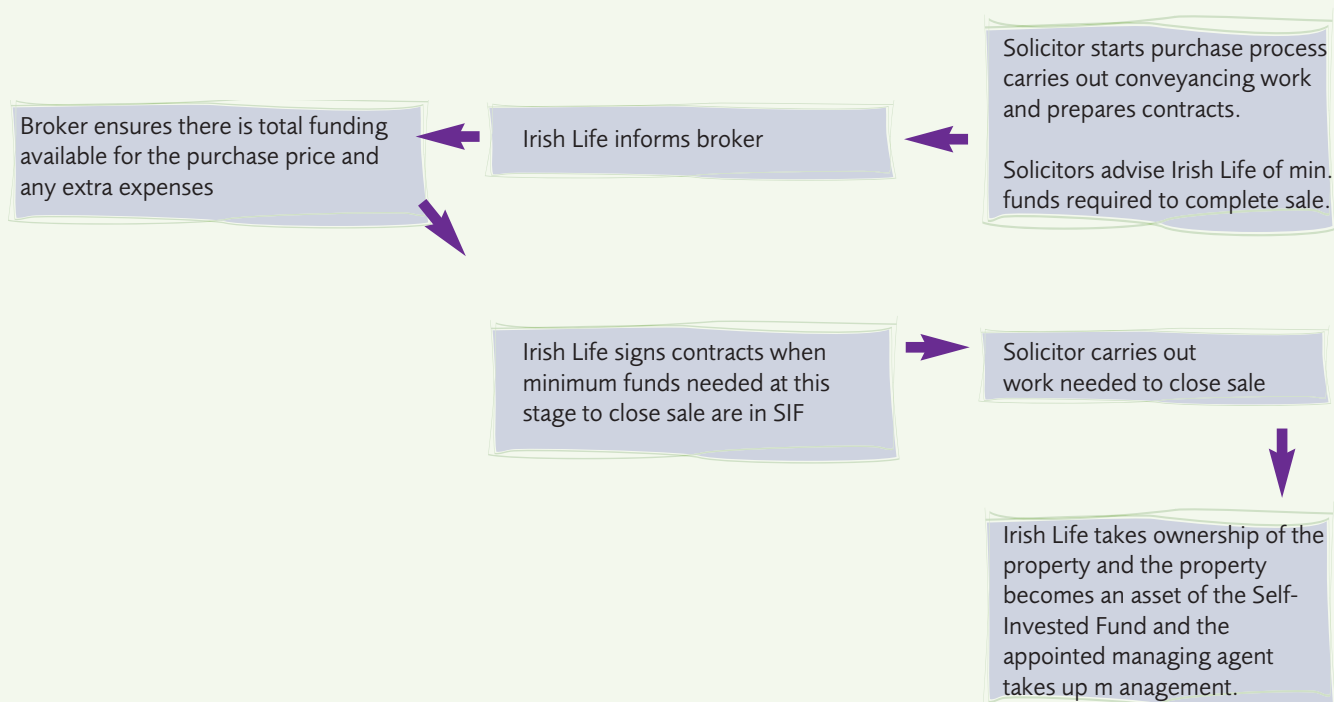 Solicitor starts purchase process
carries out conveyancing work
and prepares contracts.
Solicitors advise Irish Life of min.
funds required to complete sale.
Irish Life informs broker
Broker ensures there is total funding
available for the purchase price and
any extra expenses
Irish Life signs contracts when
minimum funds needed at this
stage to close sale are in SIF
Solicitor carries out
work needed to close sale
Irish Life takes ownership of the
property and the property
becomes an asset of the Self-
Invested Fund and the
appointed managing agent
takes up m anagement.